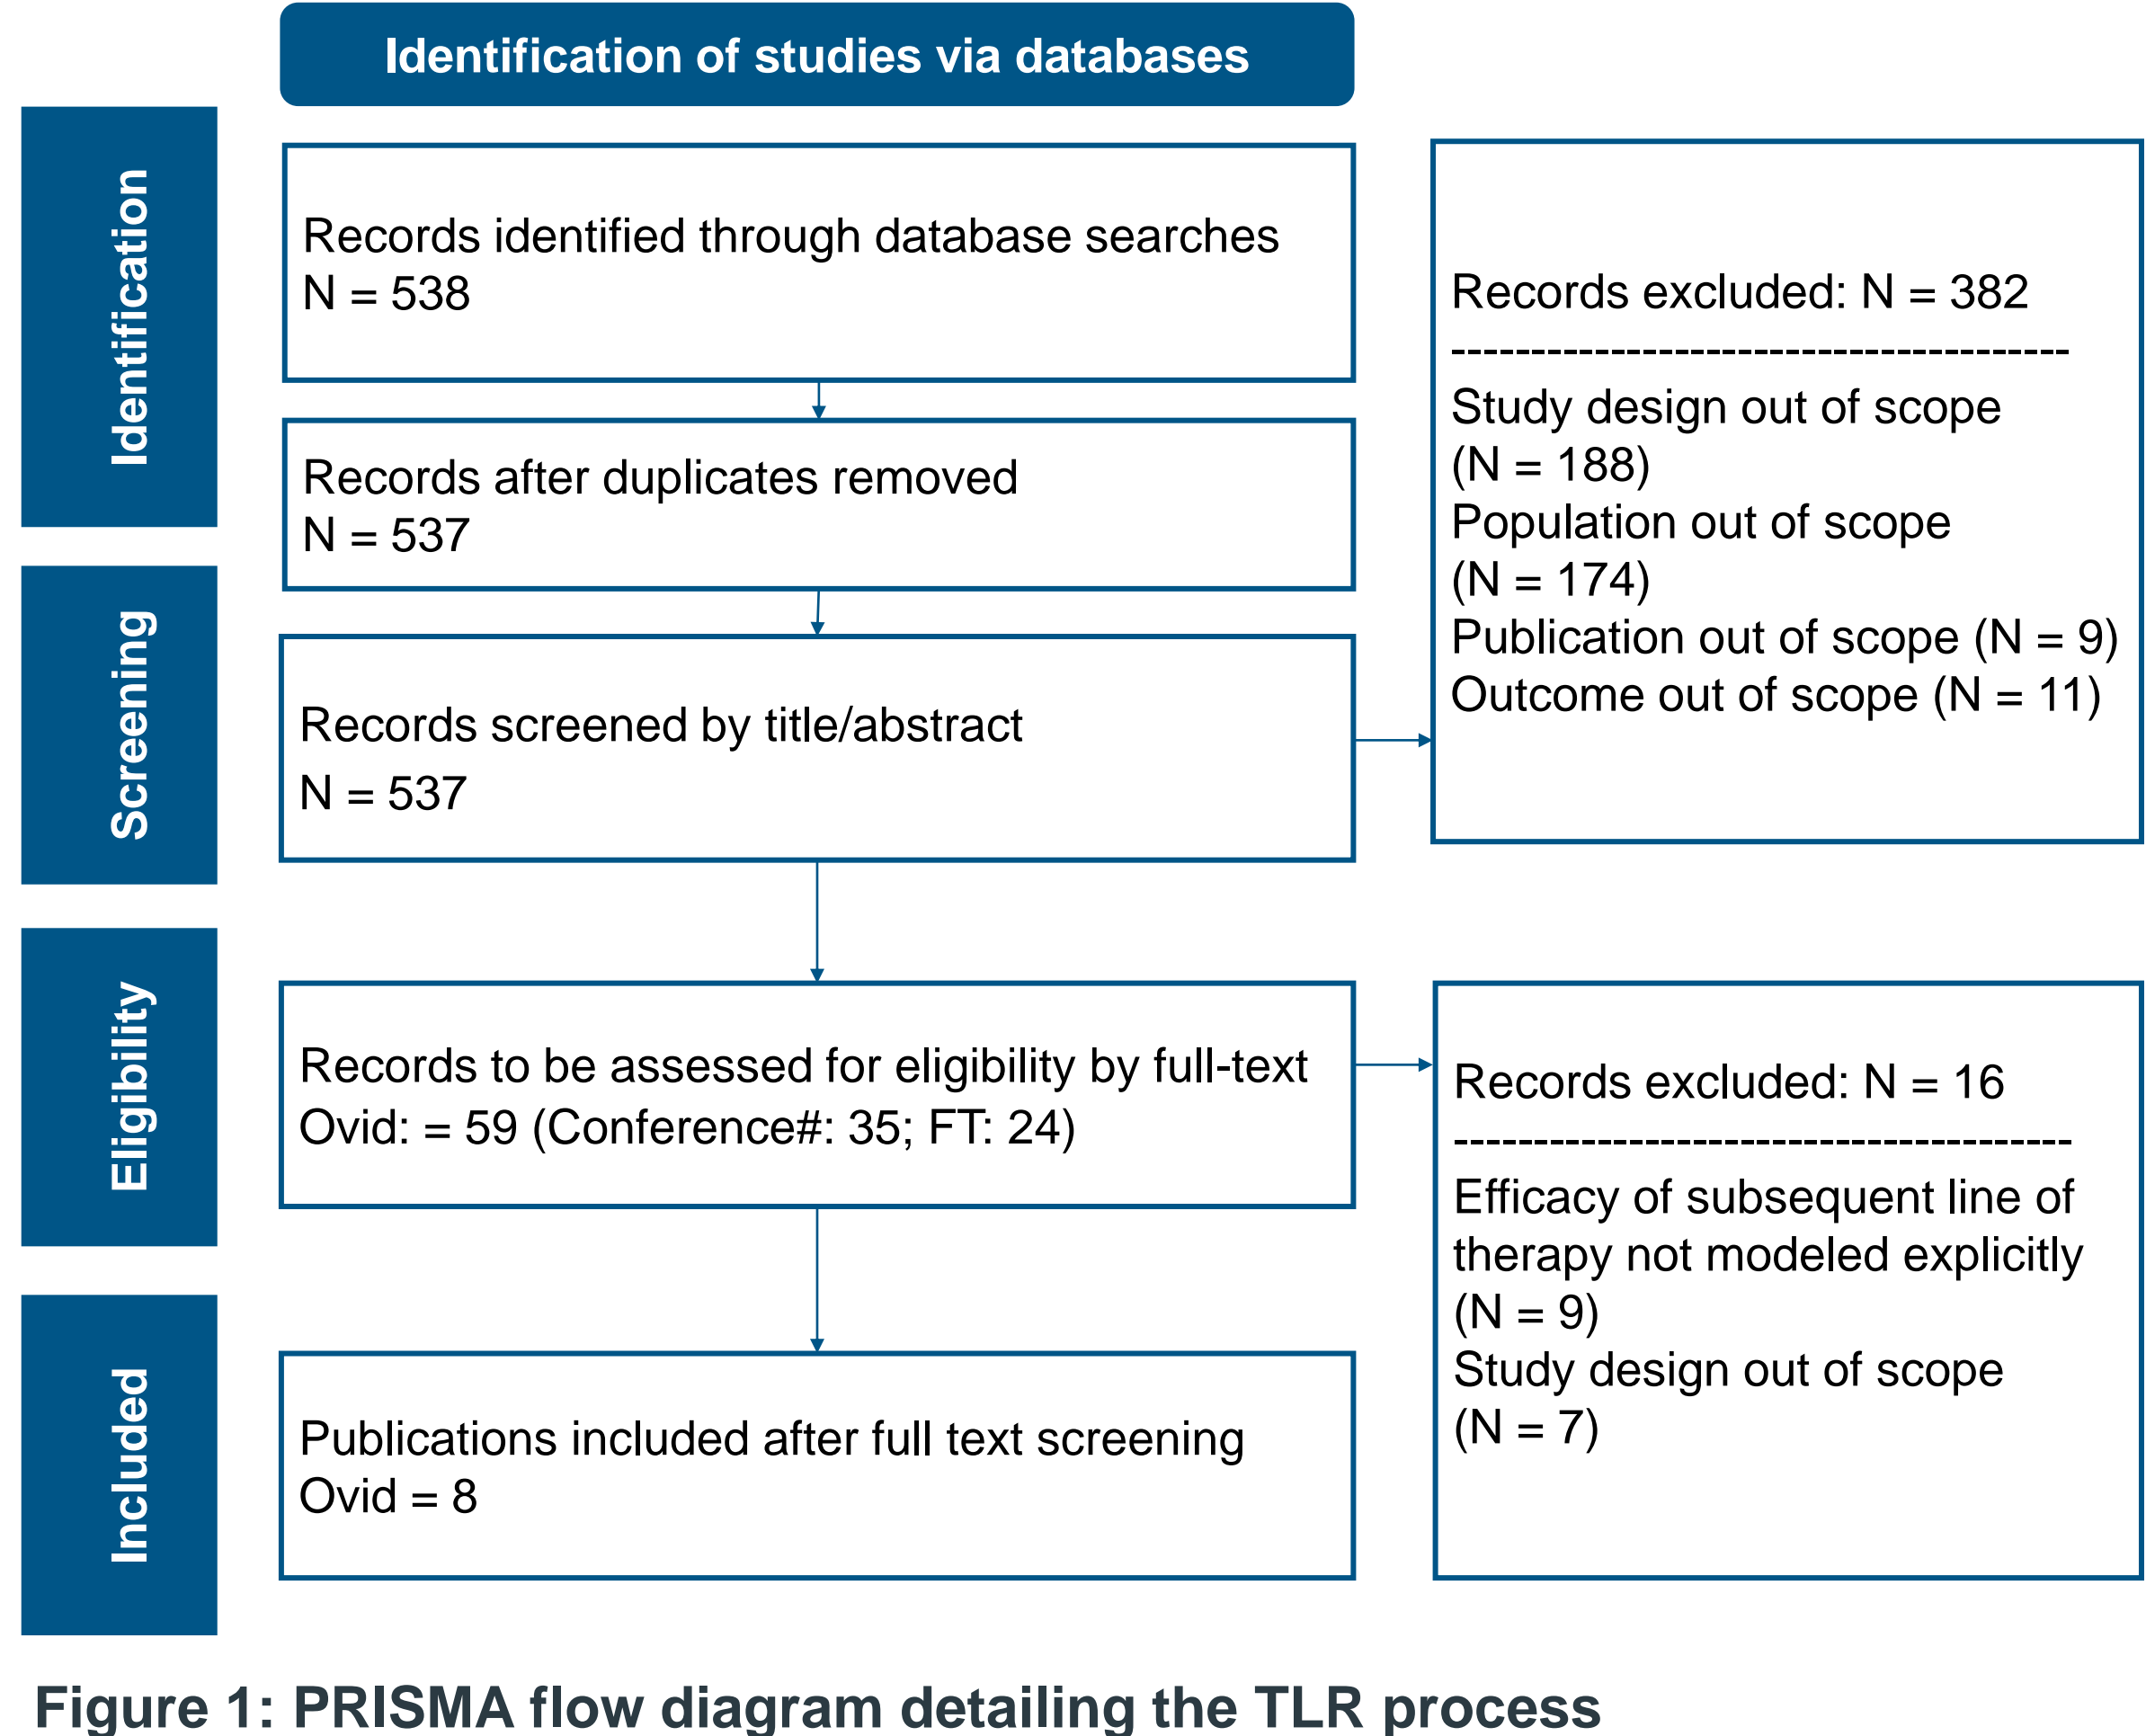 Identification of studies via databases
Identification
Records identified through database searches
N = 538
Records after duplicates removed
N = 537
Screening
Records screened by title/abstract
N = 537
Records excluded: N = 382
---------------------------------------
Study design out of scope
(N = 188)
Population out of scope
(N = 174)
Publication out of scope (N = 9)
Outcome out of scope (N = 11)
Eligibility
Records to be assessed for eligibility by full-text
Ovid: = 59 (Conference#: 35; FT: 24)
Records excluded: N = 16
---------------------------------------
Efficacy of subsequent line of
therapy not modeled explicitly
(N = 9)
Study design out of scope
(N = 7)
Included
Publications included after full text screening
Ovid = 8
Figure 1: PRISMA flow diagram detailing the TLR process